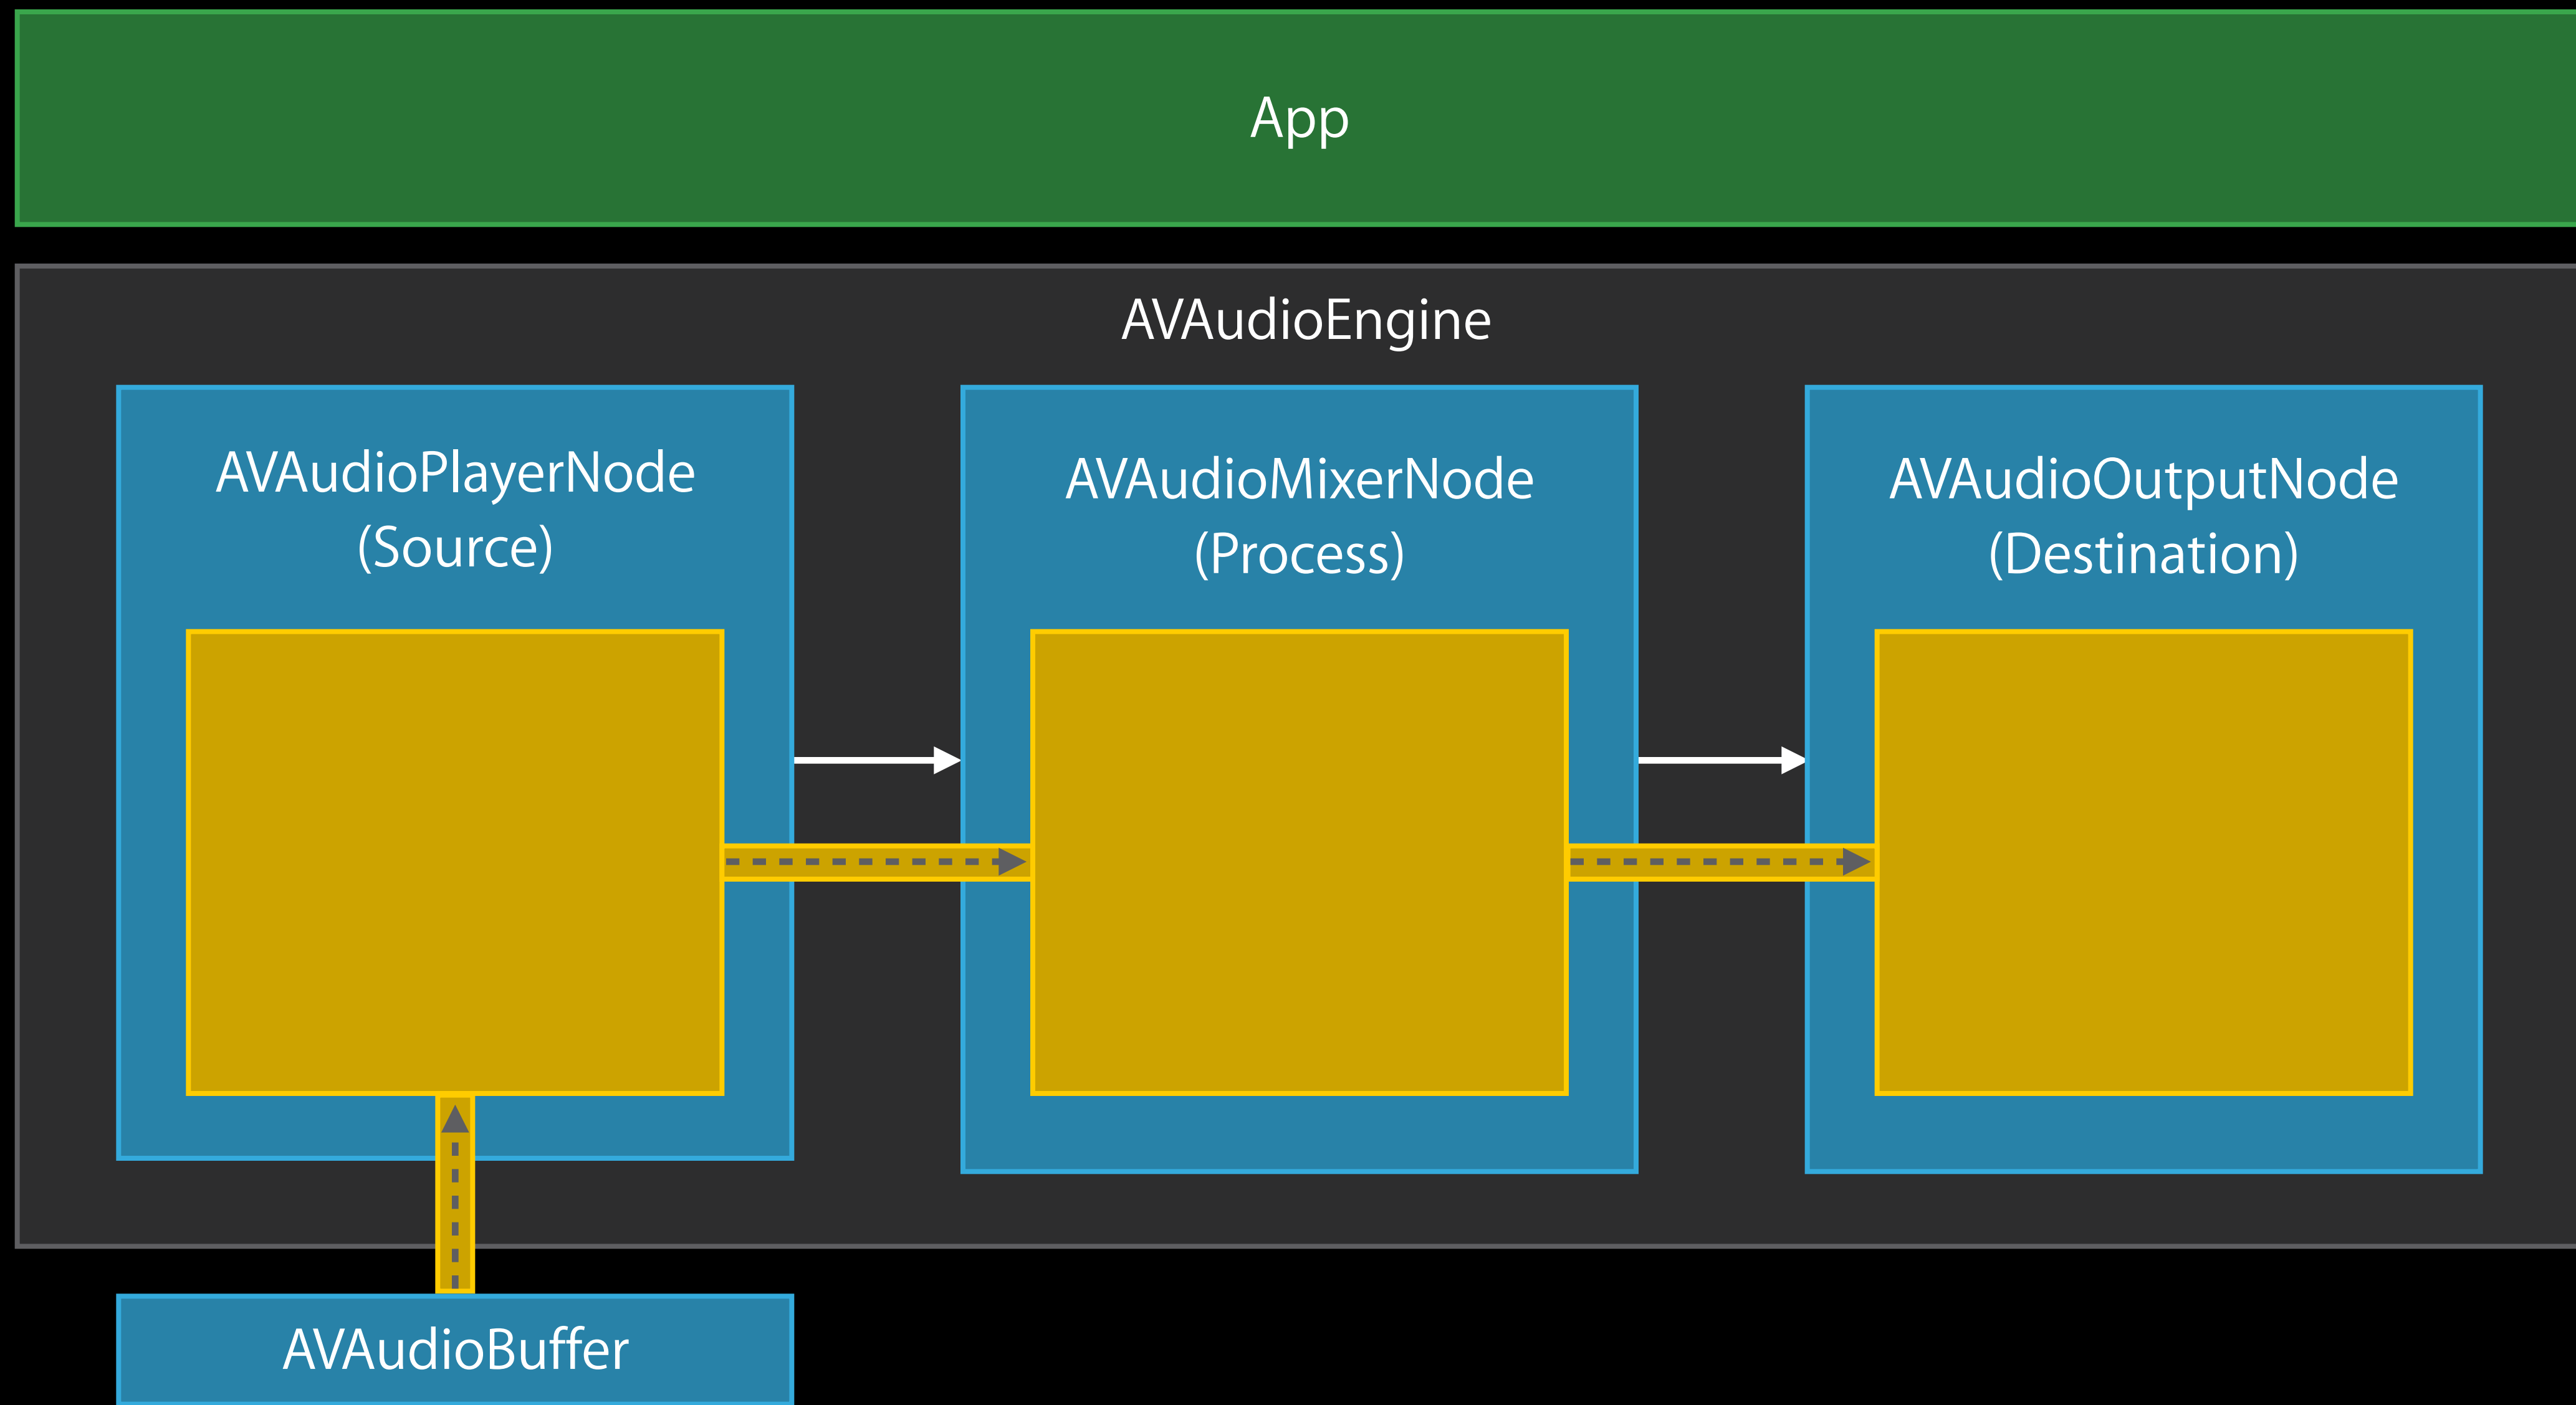 App
AVAudioEngine
AVAudioPlayerNode
(Source)
AVAudioMixerNode
(Process)
AVAudioOutputNode
(Destination)
AVAudioBuffer